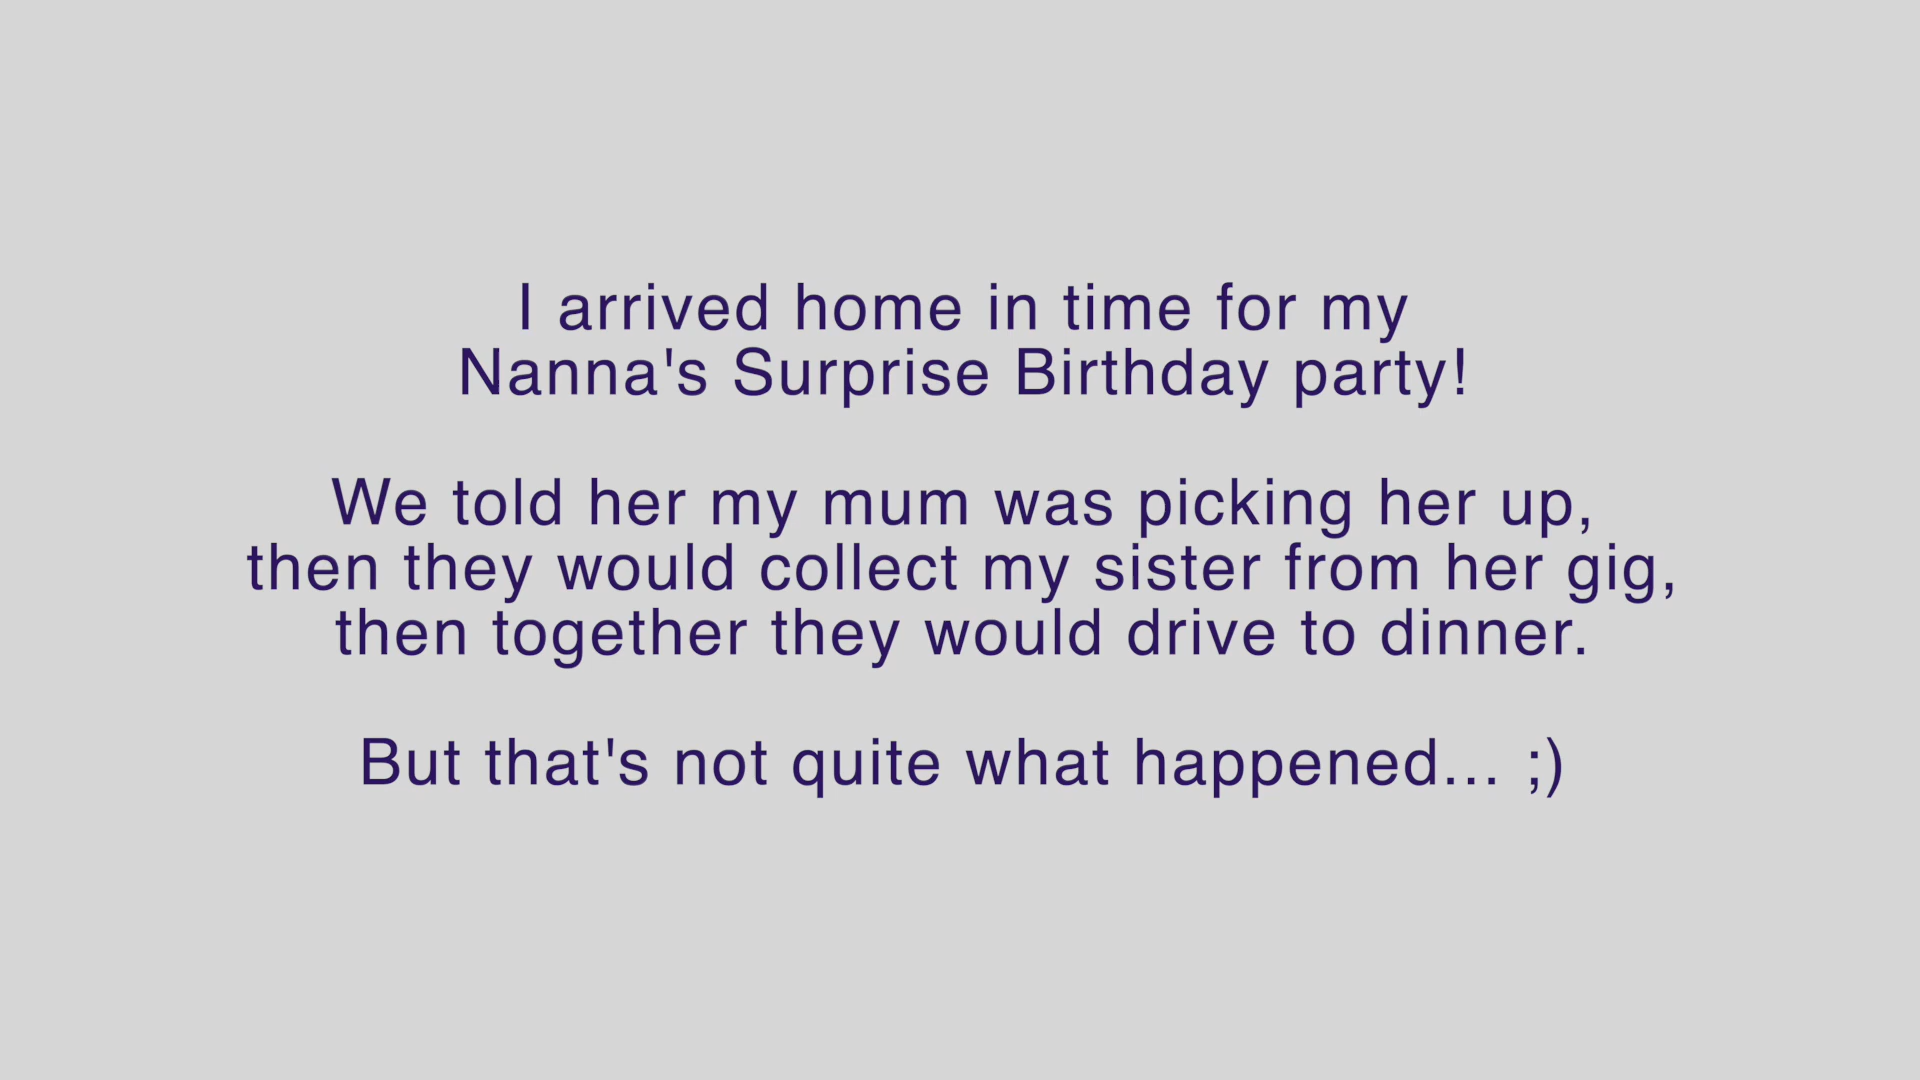 I arrived home in time for my
Nanna's Surprise Birthday party!
We told her my mum was picking her up,
then they would collect my sister from her gig,
then together they would drive to dinner.
But that's not quite what happened... ;)